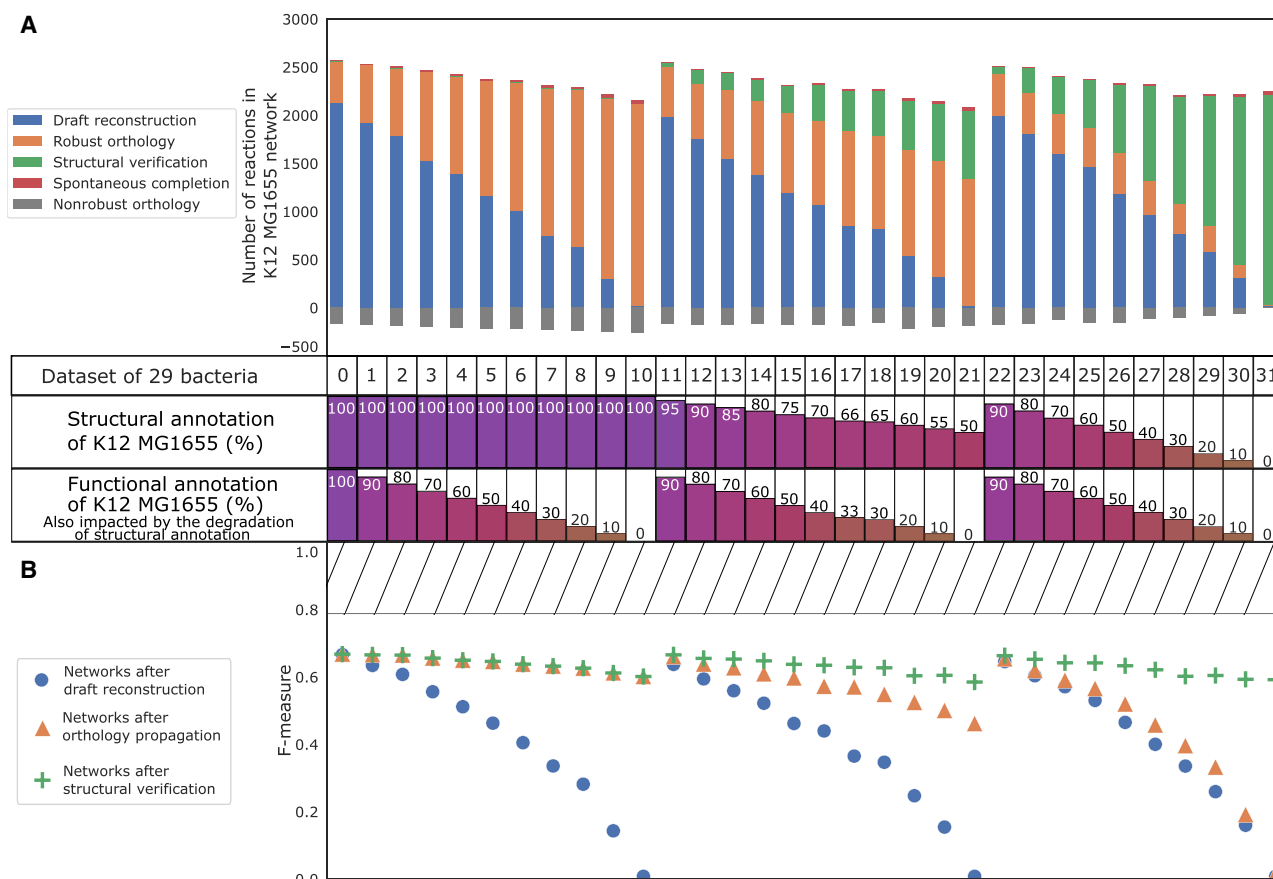 A
3000
2500
2000
1500
1000
500
0
−500
Number of reactions in
K12 MG1655 network
Draft reconstruction
Robust orthology
Structural verification
Spontaneous completion
Nonrobust orthology
Dataset of 29 bacteria 0 1 2 3 4 5 6 7 8 9 10 11 12 13 14 15 16 17 18 19 20 21 22 23 24 25 26 27 28 29 30 31
Structural annotation
of K12 MG1655 (%)
100 100 100 100 100 100 100 100 100 100 100 95 90 85 80 75 70 66 65 60 55 50 90 80 70 60 50 40 30 20 10 0
Functional annotation
of K12 MG1655 (%)
Also impacted by the degradation
of structural annotation
100 90 80 70 60 50 40 30 20 10 0 90 80 70 60 50 40 33 30 20 10 0 90 80 70 60 50 40 30 20 10 0
B
1.0
0.8
0.6
0.4
0.2
0.0
F-measure
Networks after
draft reconstruction
Networks after
orthology propagation
Networks after
structural verification